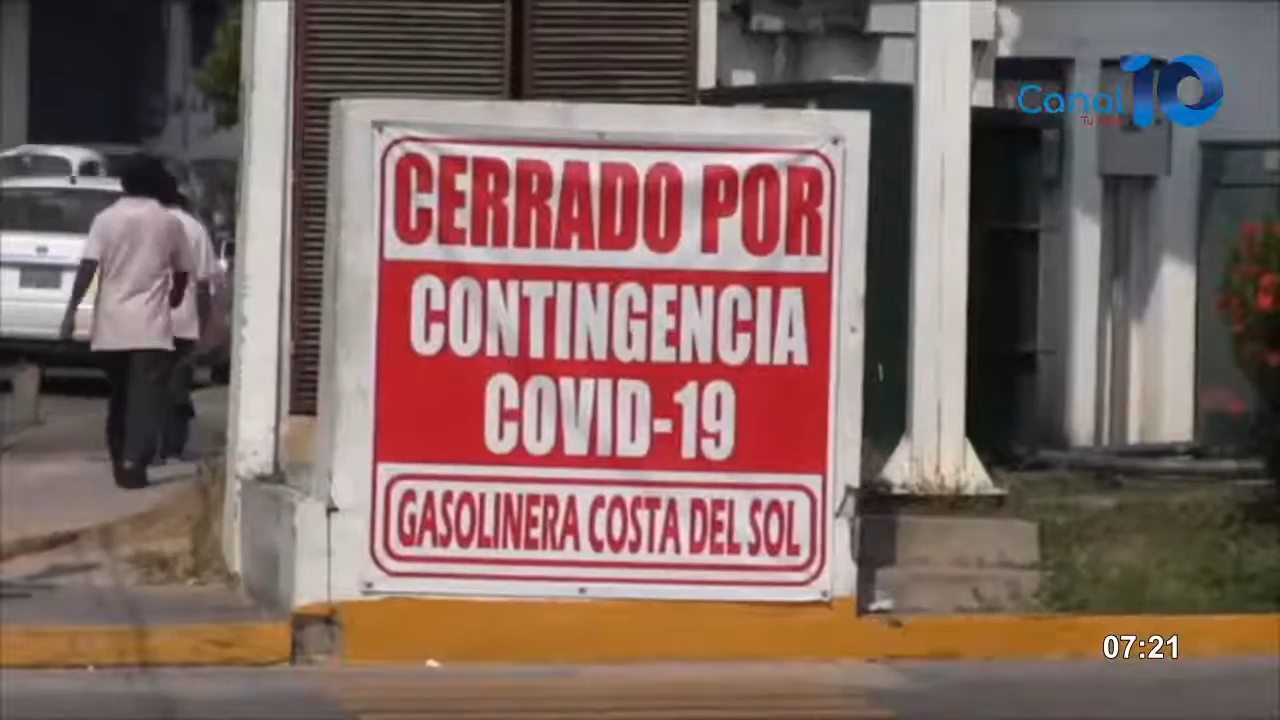 Canal 10
CERRADO POR
CONTINGENCIA
COVID-19
GASOLINERA COSTA DEL SOL
07:21